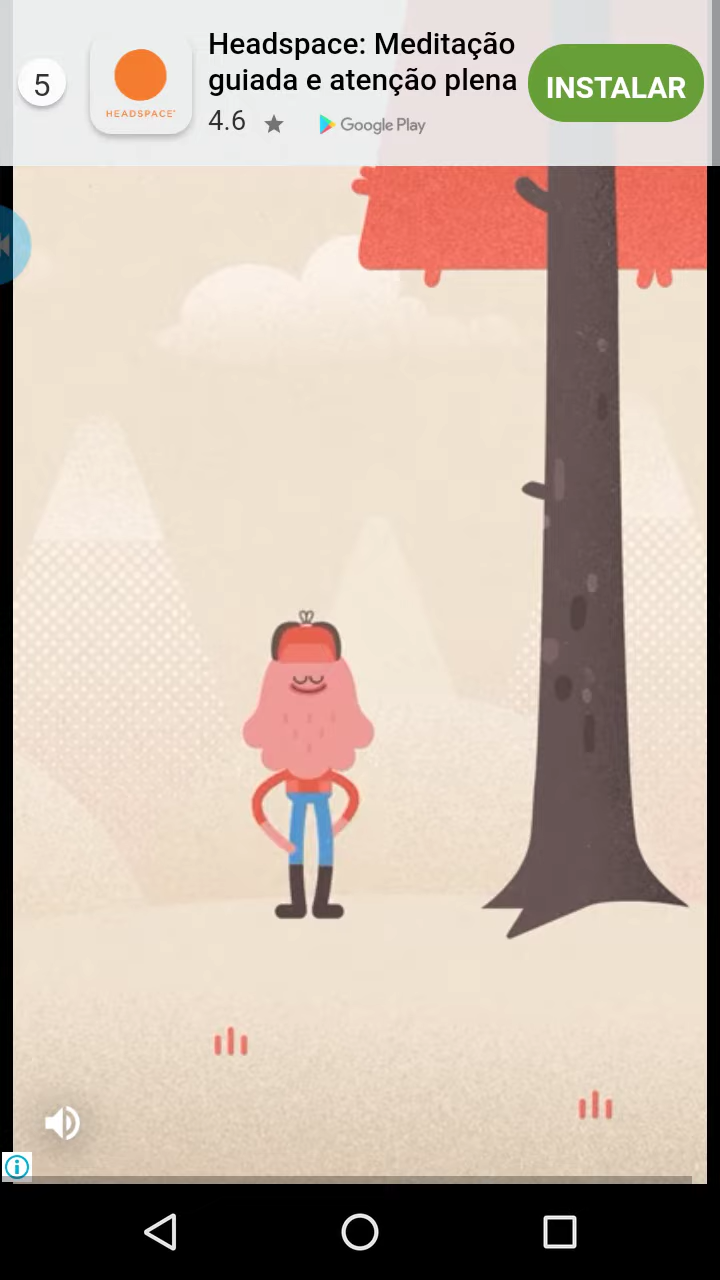 5
HEADSPACE
Headspace: Meditação
guiada e atenção plena
4.6
Google Play
INSTALAR